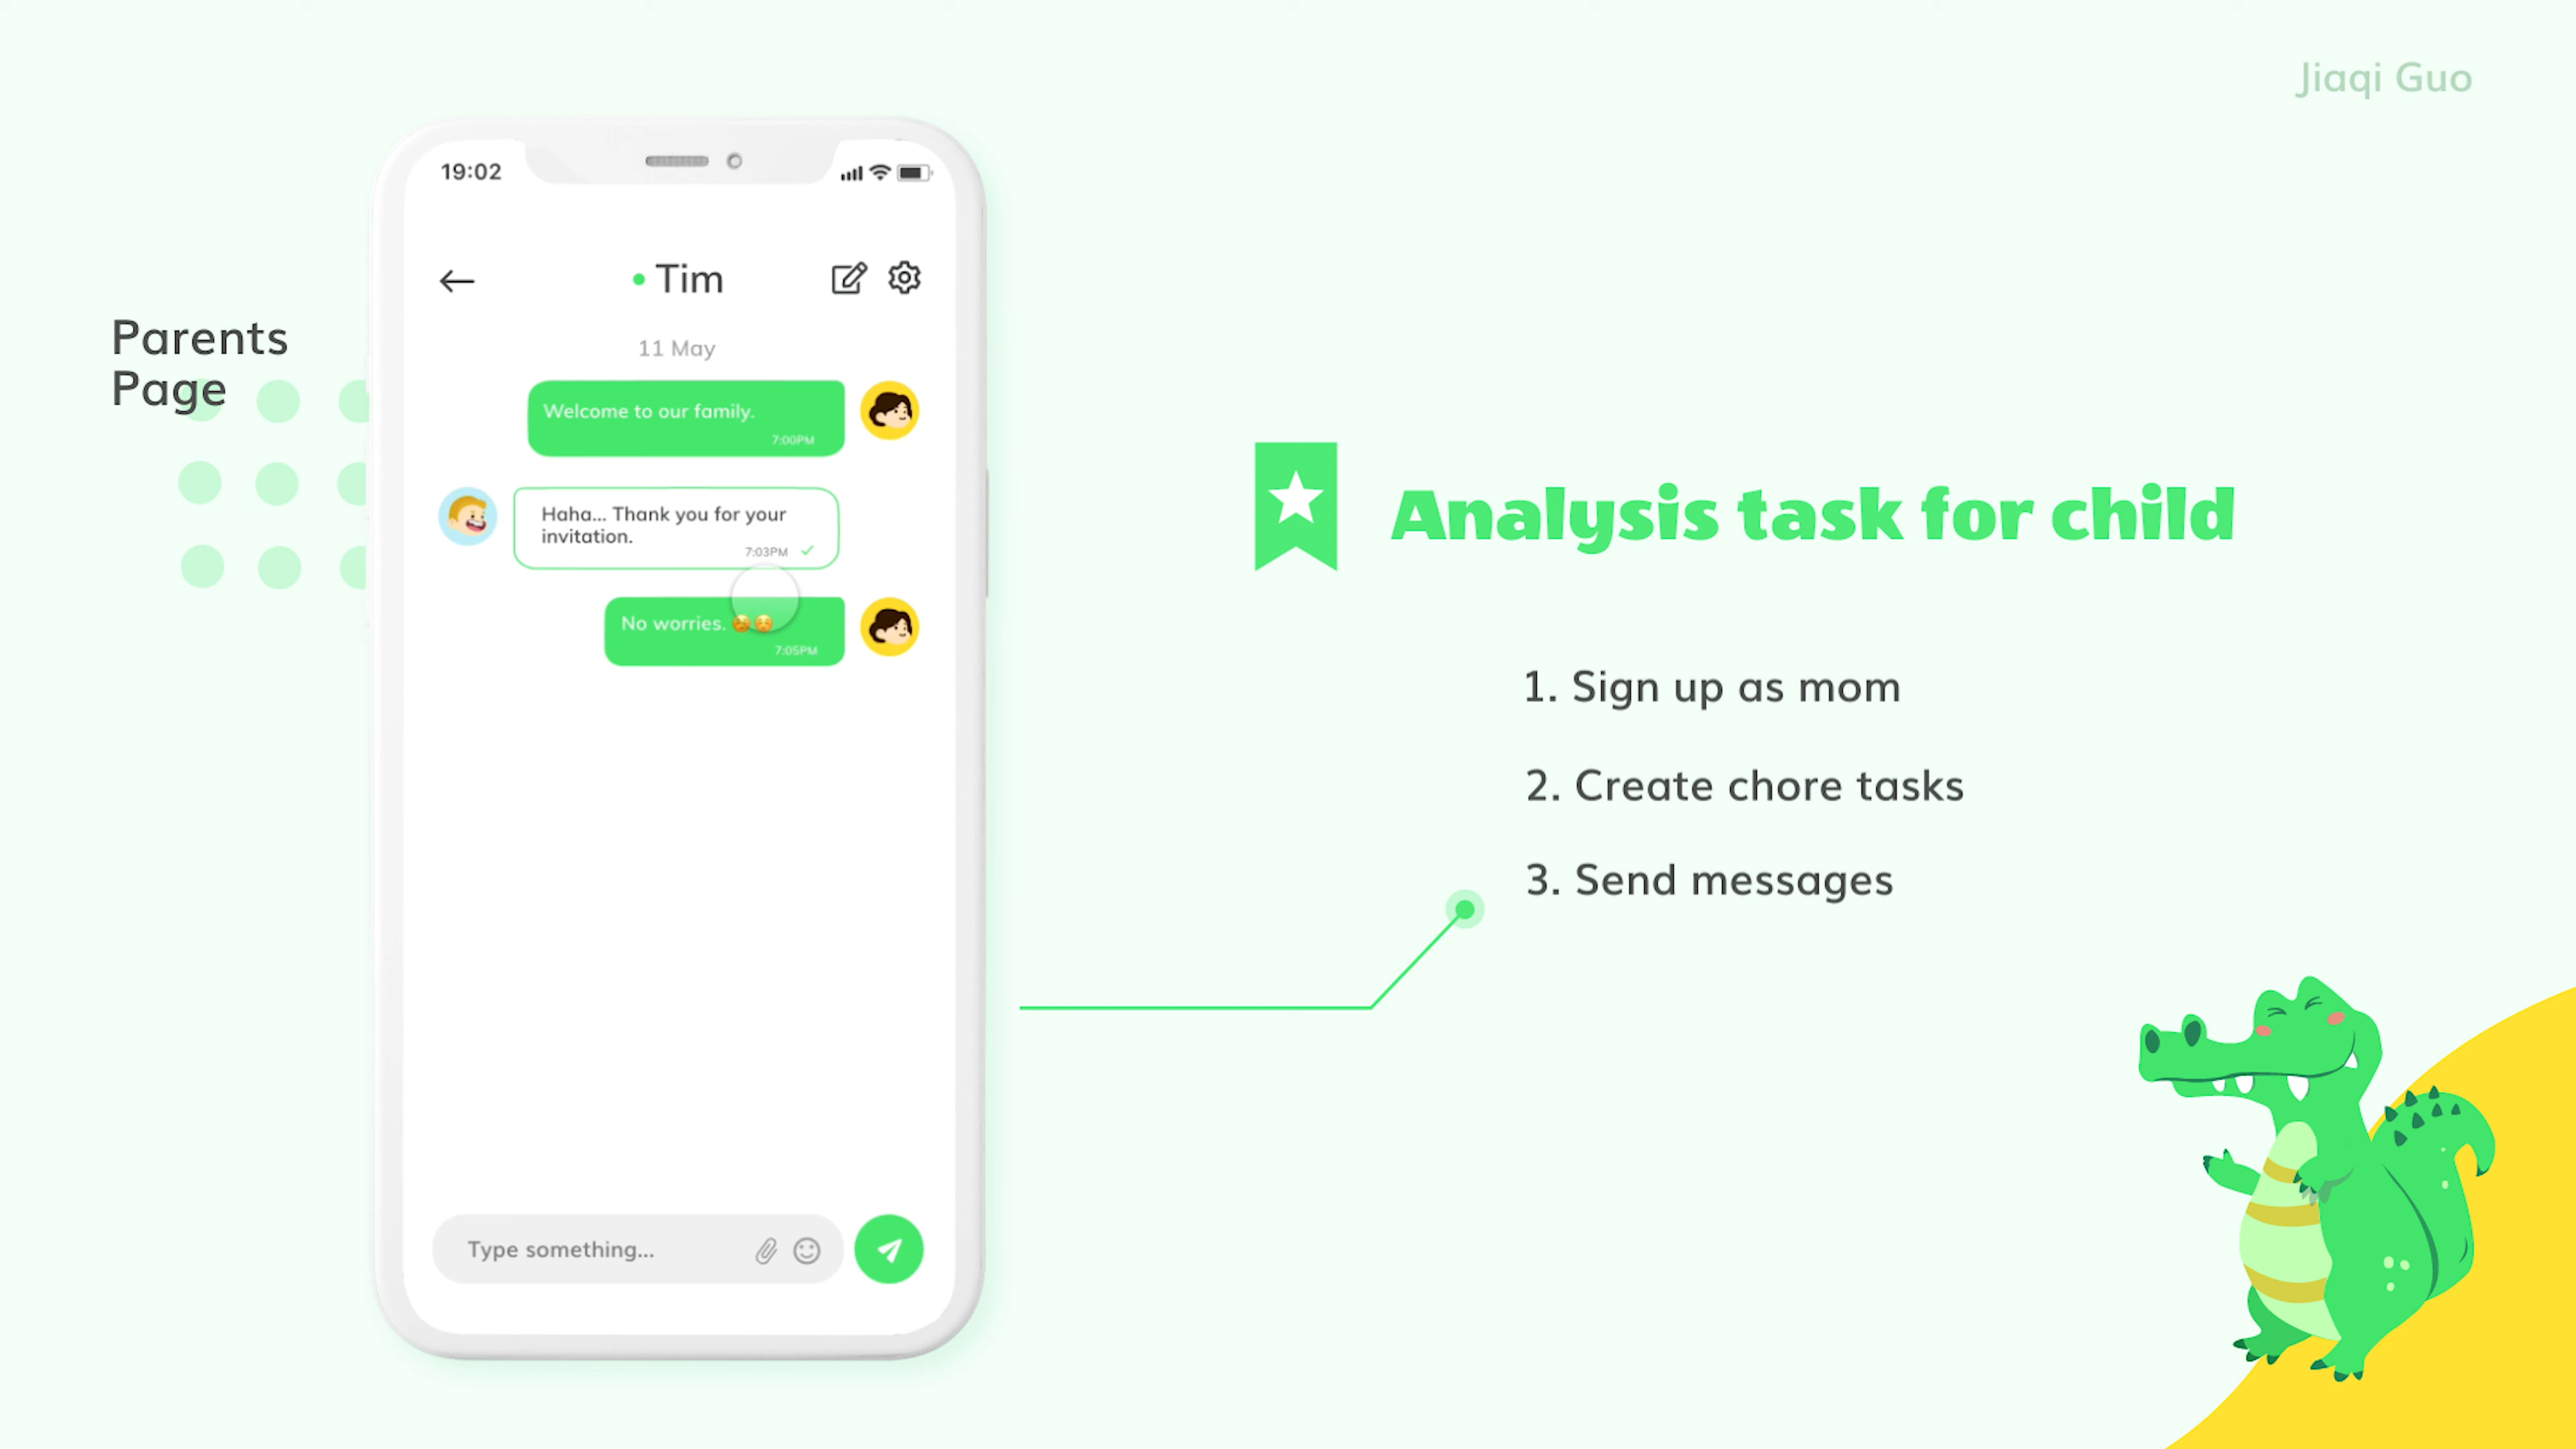 Jiaqi Guo
Parents
Page
19:02
Tim
11 May
Welcome to our family.
7:00PM
Haha... Thank you for your
invitation.
7:03PM
No worries. ☺️☺️
7:05PM
Type something...
Analysis task for child
1. Sign up as mom
2. Create chore tasks
3. Send messages